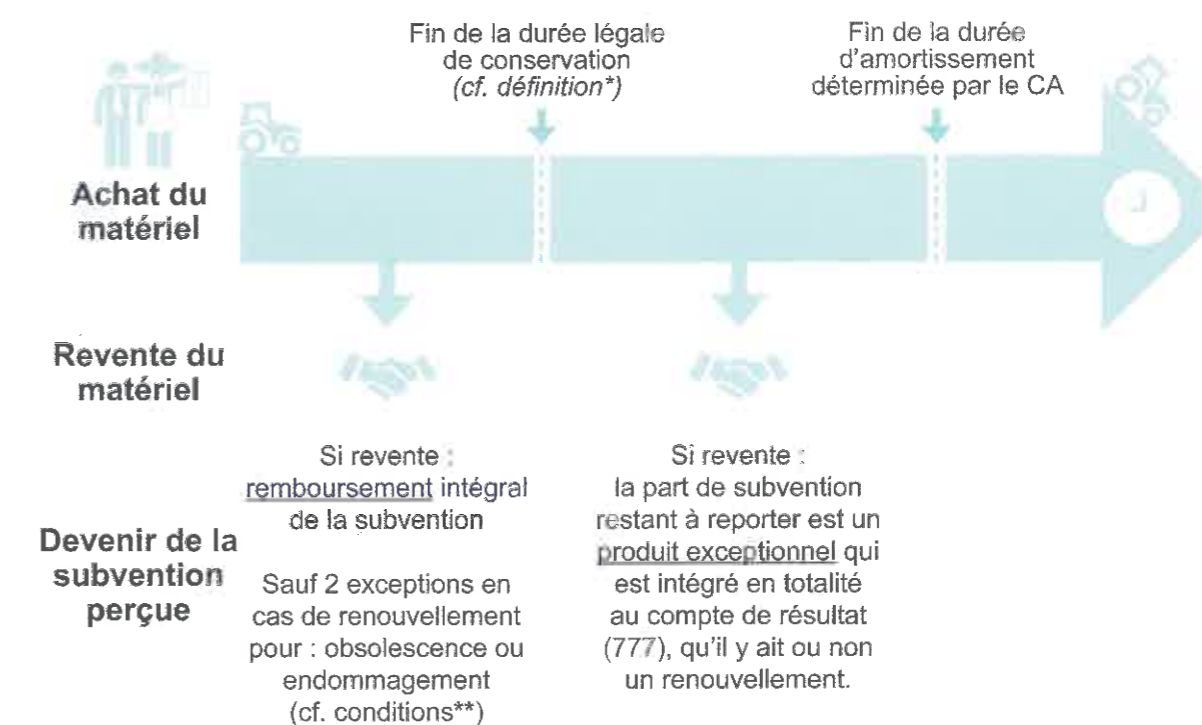 Fin de la durée légale
de conservation
(cf. définition*)
Fin de la durée
d'amortissement
déterminée par le CA
Achat du
matériel
Revente du
matériel
Devenir de la
subvention
perçue
Si revente :
remboursement intégral
de la subvention
Sauf 2 exceptions en
cas de renouvellement
pour : obsolescence ou
endommagement
(cf. conditions**)
Si revente :
la part de subvention
restant à reporter est un
produit exceptionnel qui
est intégré en totalité
au compte de résultat
(777), qu'il y ait ou non
un renouvellement.